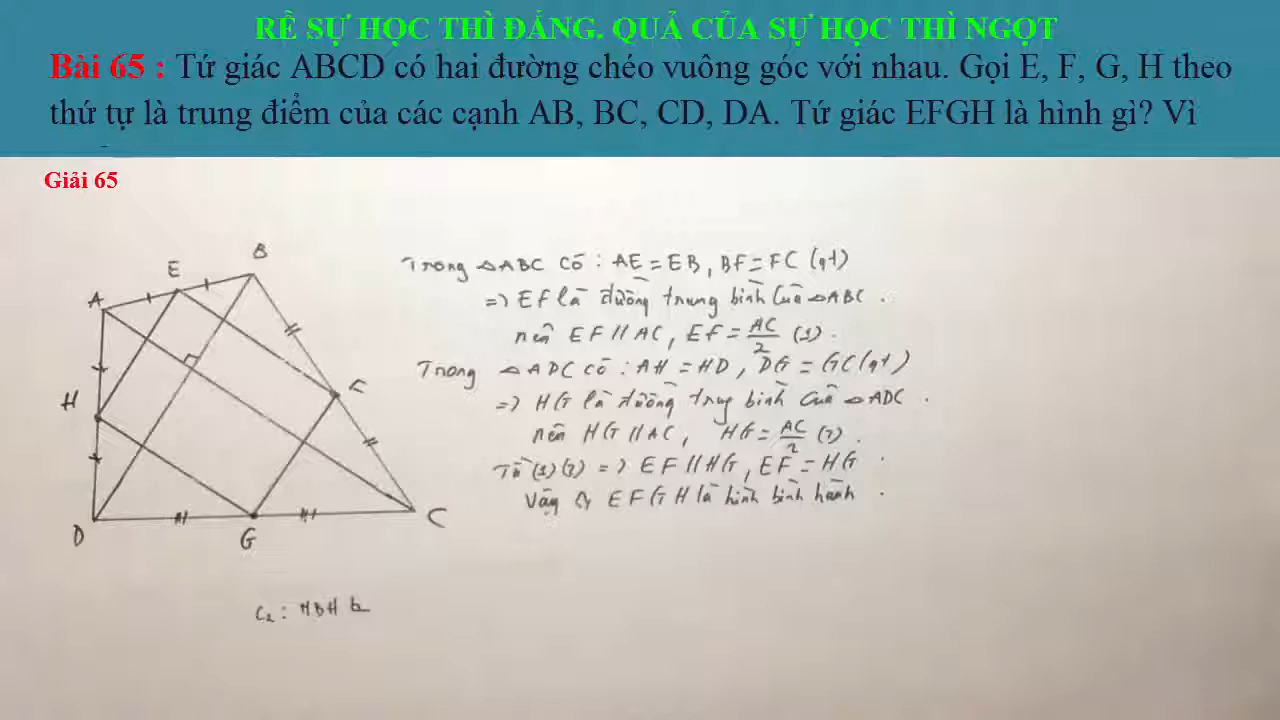 RỄ SỰ HỌC THÌ ĐẮNG. QUẢ CỦA SỰ HỌC THÌ NGỌT
Bài 65 : Tứ giác ABCD có hai đường chéo vuông góc với nhau. Gọi E, F, G, H theo
thứ tự là trung điểm của các cạnh AB, BC, CD, DA. Tứ giác EFGH là hình gì? Vì
Giải 65
B
E
A
H
F
D
G
C
Trong △ABC có : AE = EB, BF = FC (gt)
=> EF là đường trung bình của △ABC .
nên EF // AC, EF = AC/2 (1) .
Trong △ADC có : AH = HD, DG = GC (gt)
=> HG là đường trung bình của △ADC .
nên HG // AC, HG = AC/2 (2) .
Từ (1) (2) => EF // HG, EF = HG .
Vậy EFGH là hình bình hành .
C2 : HBH